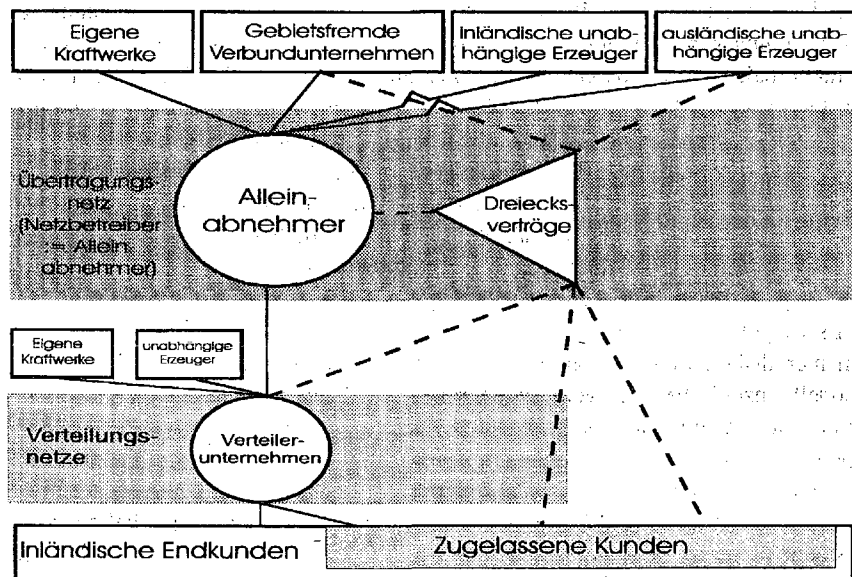 Eigene
Kraftwerke
Gebietsfremde
Verbundunternehmen
Inländische unab-
hängige Erzeuger
ausländische unab-
hängige Erzeuger
Übertragungs-
netz
(Netzbetreiber
:= Allein-
abnehmer)
Allein-
abnehmer
Dreiecks-
verträge
Eigene
Kraftwerke
unabhängige
Erzeuger
Verteilungs-
netze
Verteiler-
unternehmen
Inländische Endkunden
Zugelassene Kunden